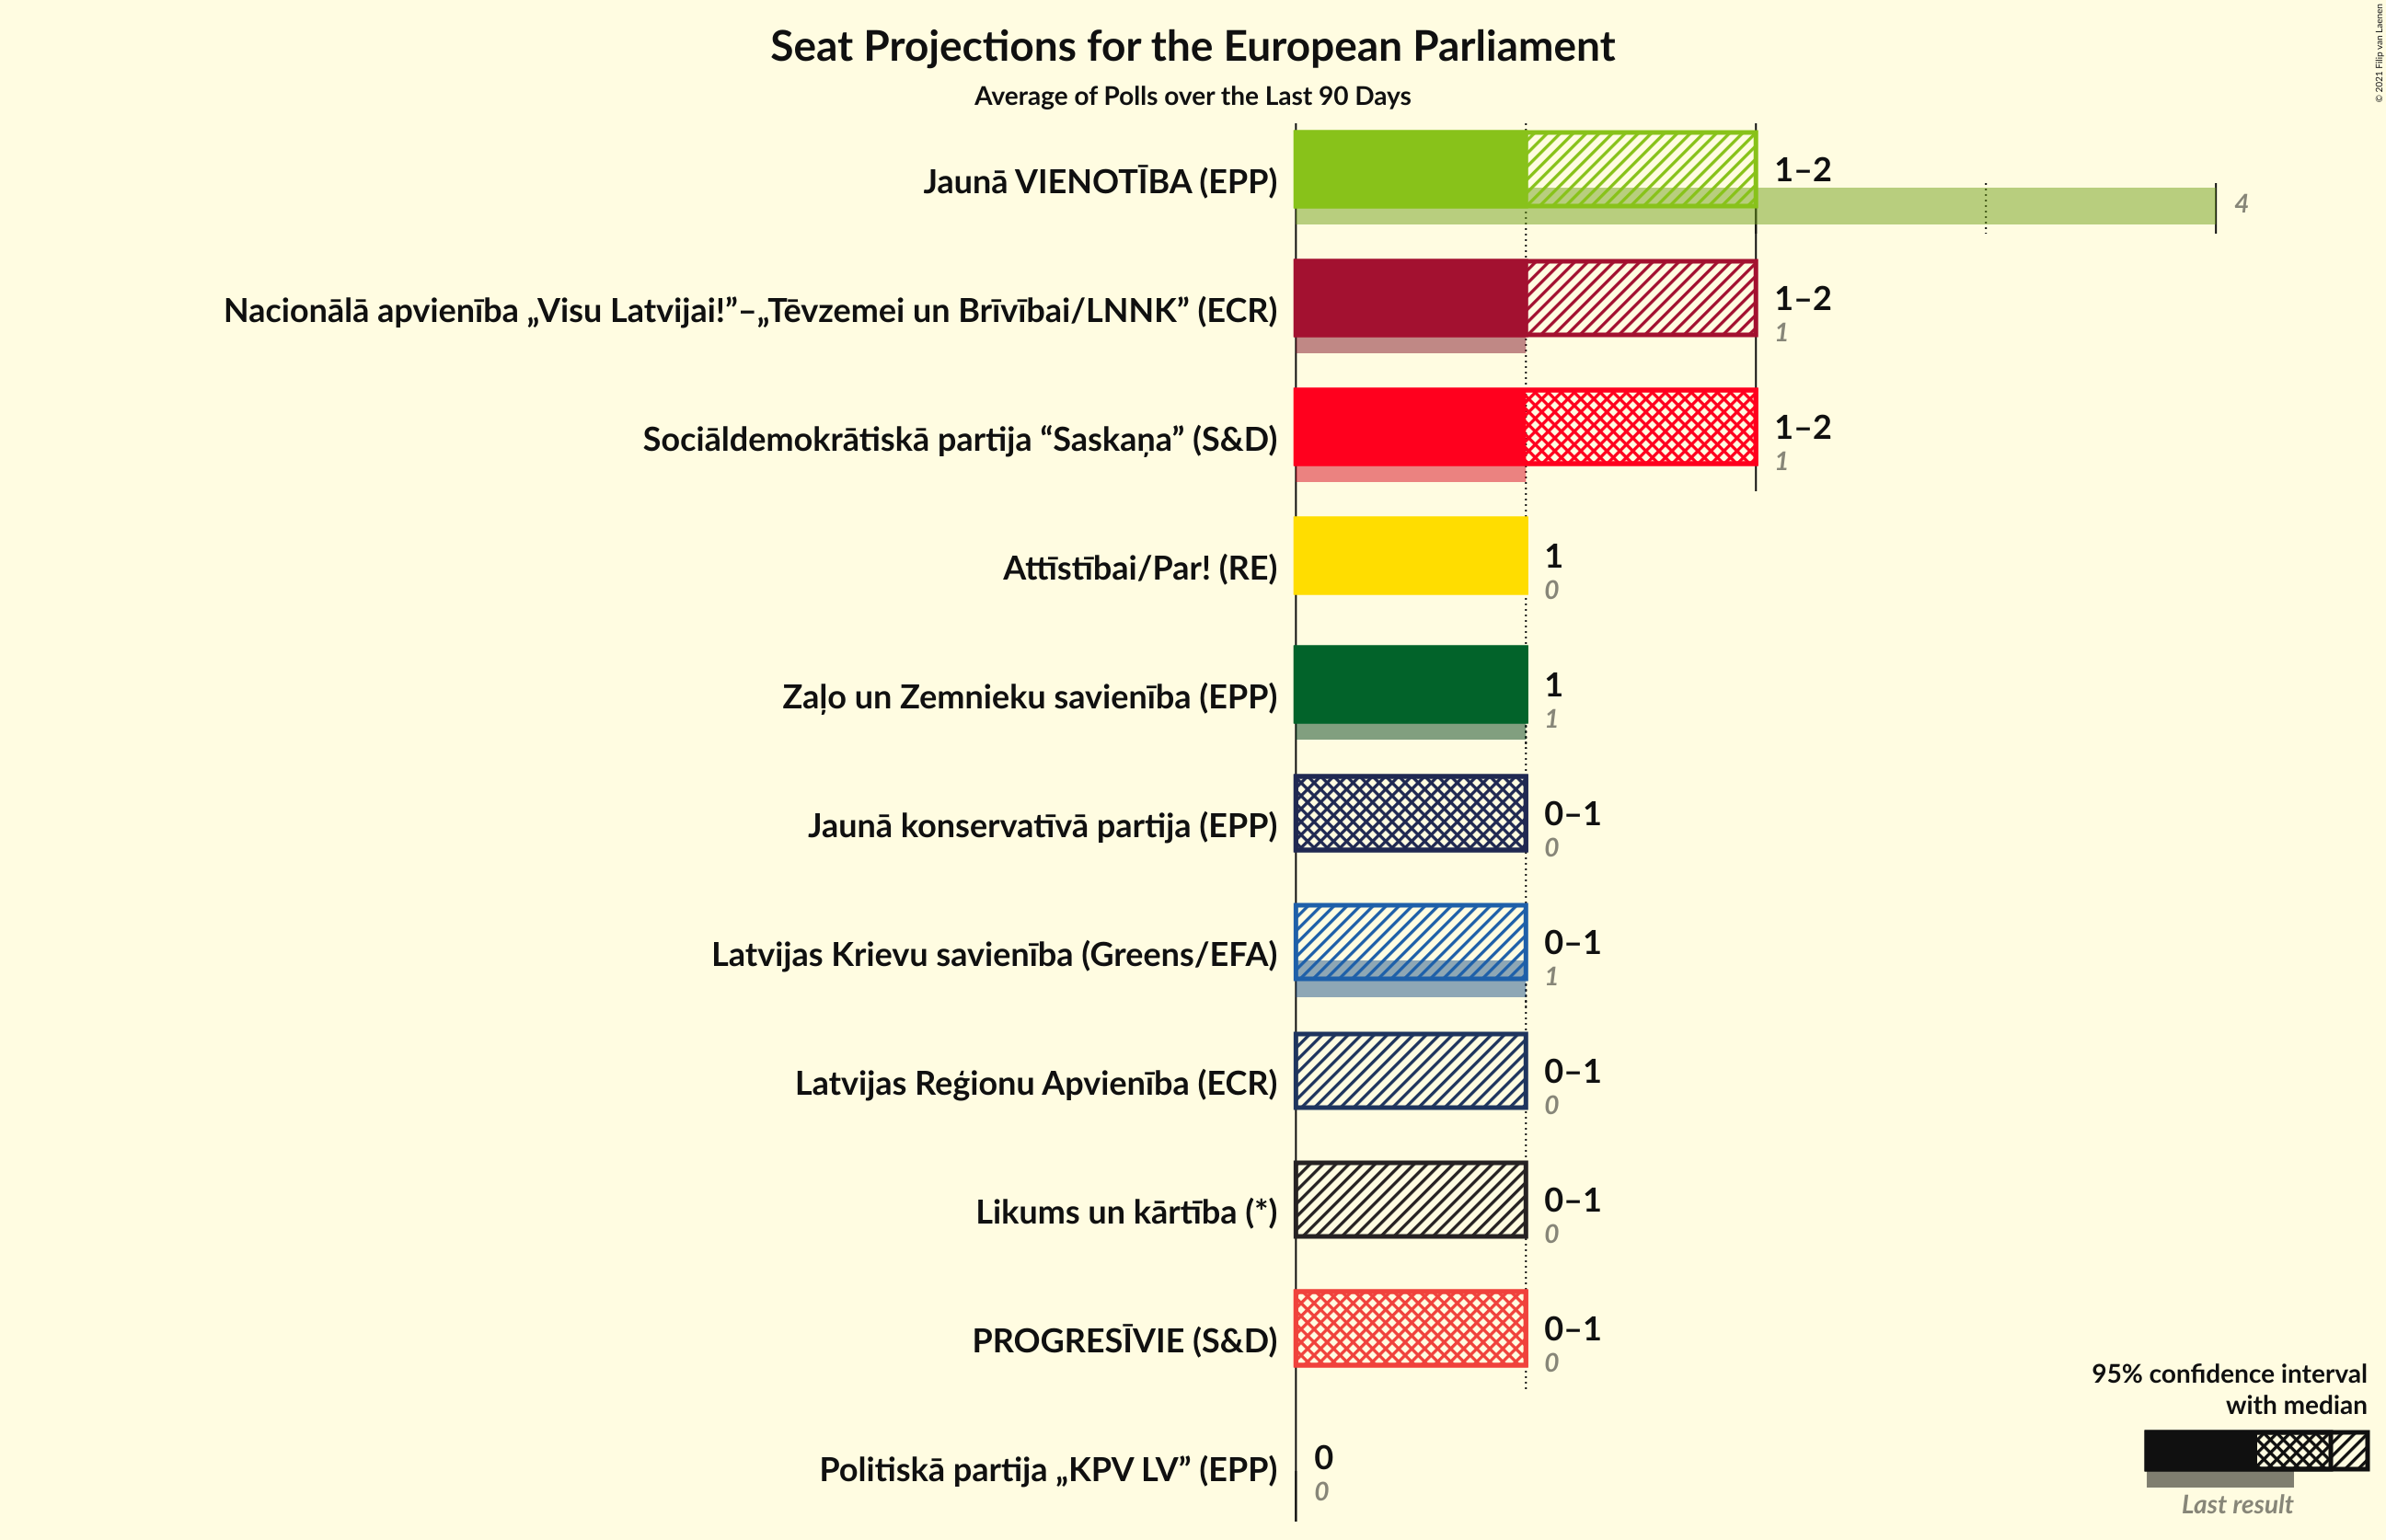 Seat Projections for the European Parliament
Average of Polls over the Last 90 Days
© 2021 Filip van Laenen
Jaunā VIENOTĪBA (EPP)
1–2
4
Nacionālā apvienība „Visu Latvijai!”–„Tēvzemei un Brīvībai/LNNK” (ECR)
1–2
1
Sociāldemokrātiskā partija “Saskaņa” (S&D)
1–2
1
Attīstībai/Par! (RE)
1
0
Zaļo un Zemnieku savienība (EPP)
1
1
Jaunā konservatīvā partija (EPP)
0–1
0
Latvijas Krievu savienība (Greens/EFA)
0–1
1
Latvijas Reģionu Apvienība (ECR)
0–1
0
Likums un kārtība (*)
0–1
0
PROGRESĪVIE (S&D)
0–1
0
Politiskā partija „KPV LV” (EPP)
0
0
95% confidence interval
with median
Last result